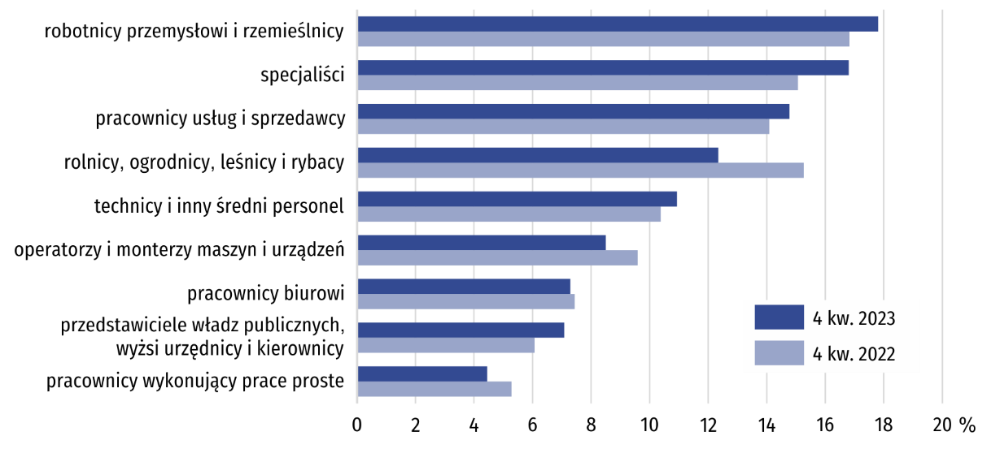 robotnicy przemysłowi i rzemieślnicy
specjaliści
pracownicy usług i sprzedawcy
rolnicy, ogrodnicy, leśnicy i rybacy
technicy i inny średni personel
operatorzy i monterzy maszyn i urządzeń
pracownicy biurowi
przedstawiciele władz publicznych,
wyżsi urzędnicy i kierownicy
pracownicy wykonujący prace proste
4 kw. 2023
4 kw. 2022
0 2 4 6 8 10 12 14 16 18 20 %